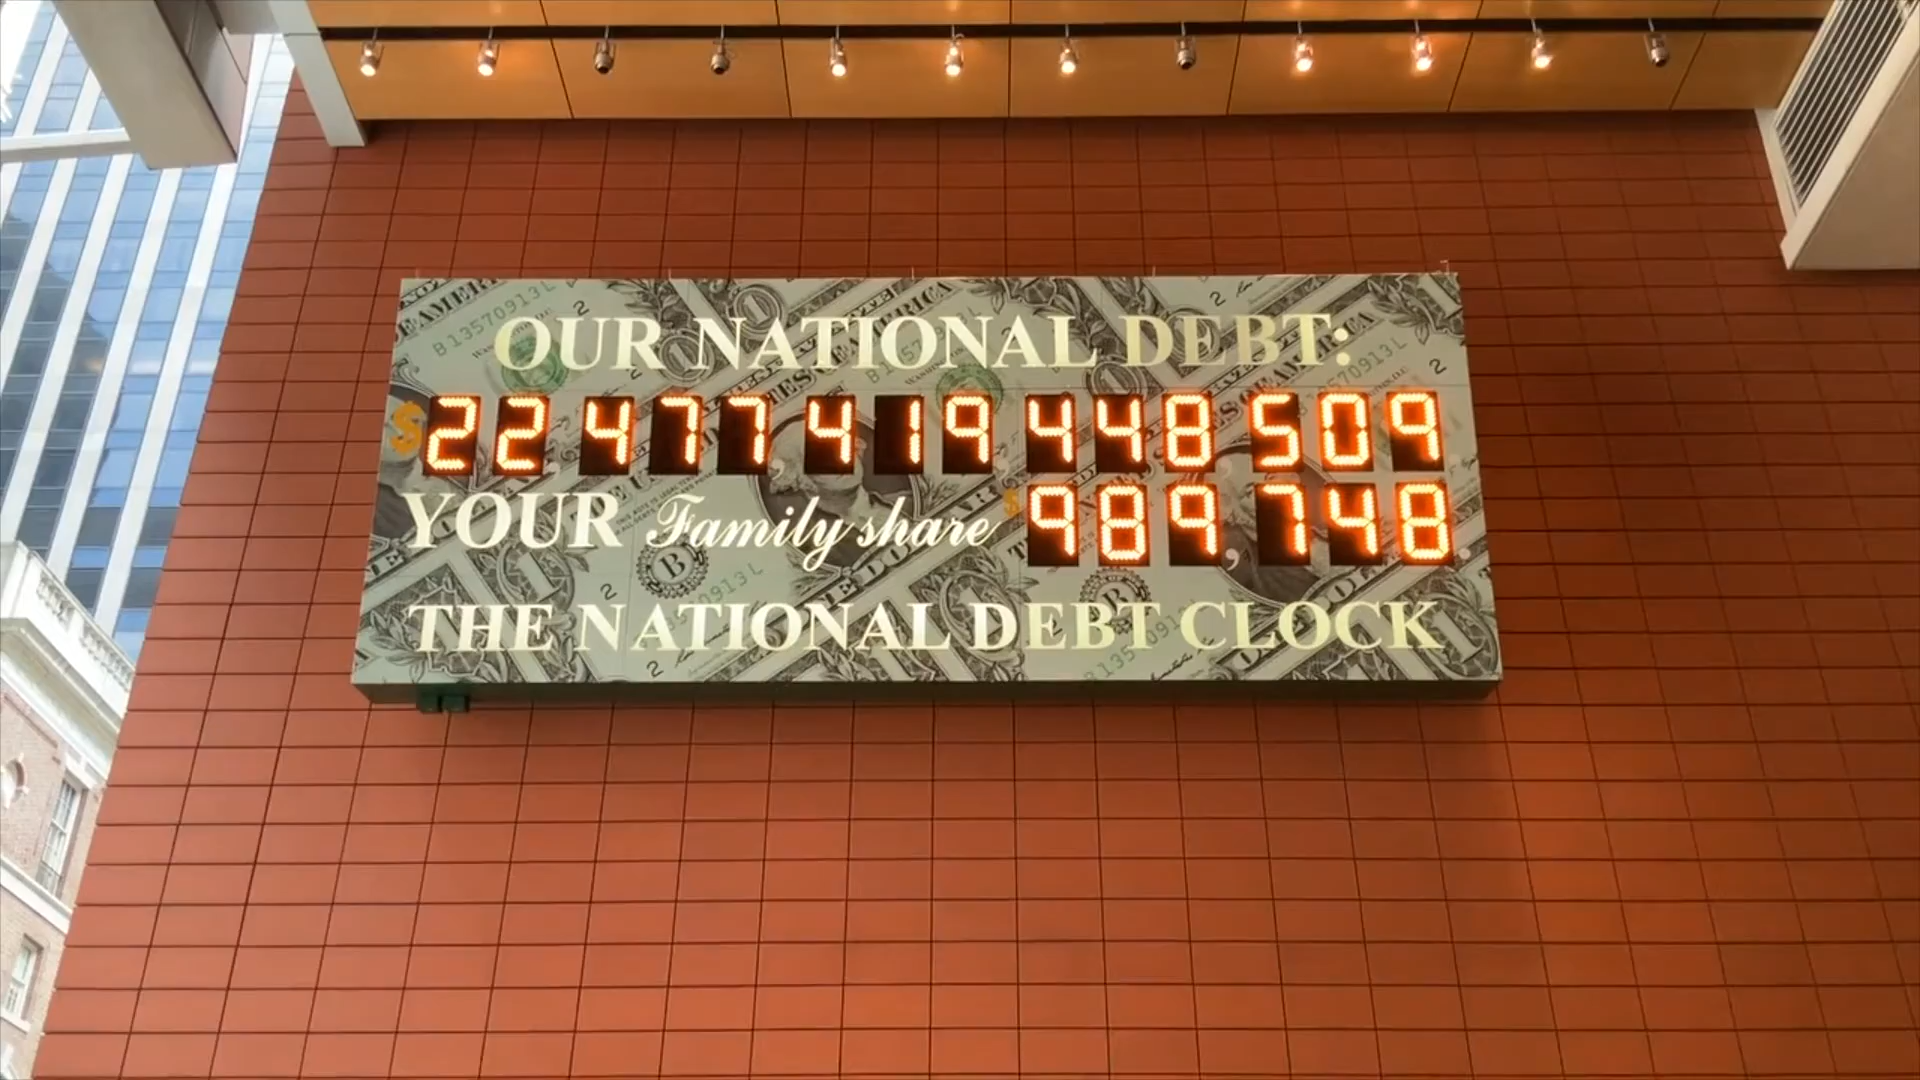 OUR NATIONAL DEBT:
$22,477,419,448,509
YOUR Family share $989,748.
THE NATIONAL DEBT CLOCK